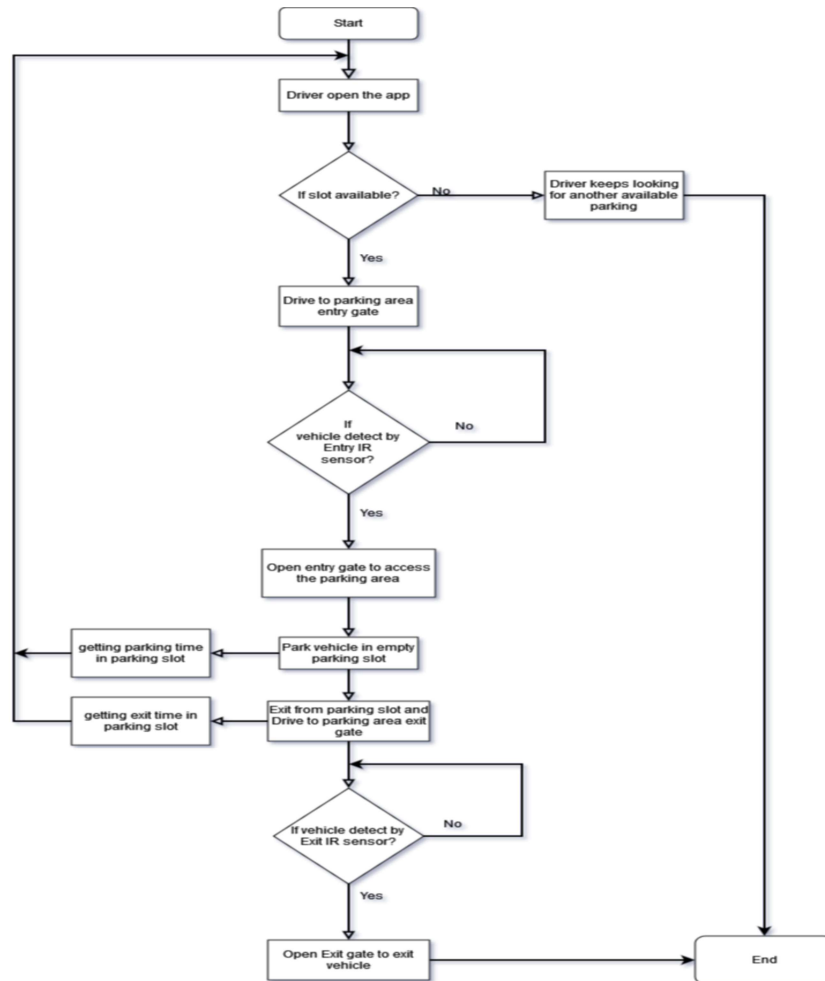 Start
Driver open the app
If slot available?
No
Driver keeps looking
for another available
parking
Yes
Drive to parking area
entry gate
If
vehicle detect by
Entry IR
sensor?
No
Yes
Open entry gate to access
the parking area
getting parking time
in parking slot
Park vehicle in empty
parking slot
getting exit time in
parking slot
Exit from parking slot and
Drive to parking area exit
gate
If vehicle detect by
Exit IR sensor?
No
Yes
Open Exit gate to exit
vehicle
End